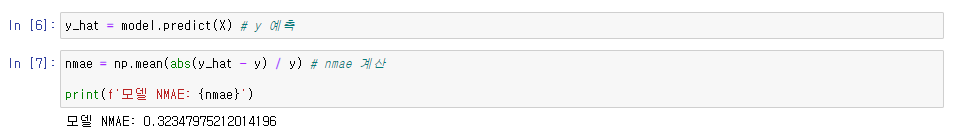 In [6]: y_hat = model.predict(X) # y 예측
In [7]: nmae = np.mean(abs(y_hat - y) / y) # nmae 계산
print(f'모델 NMAE: {nmae}')
모델 NMAE: 0.32347975212014196